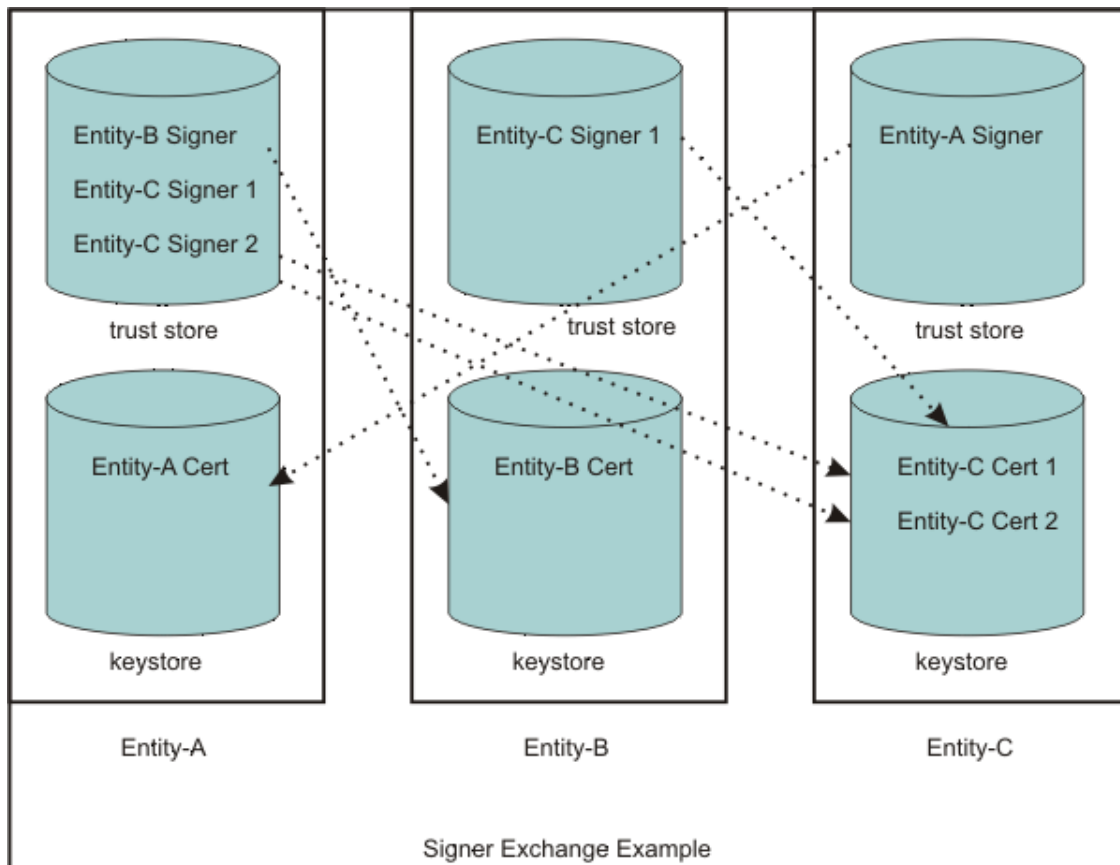 Entity-B Signer
Entity-C Signer 1
Entity-C Signer 2
trust store
Entity-A Cert
keystore
Entity-A
Entity-C Signer 1
trust store
Entity-B Cert
keystore
Entity-B
Entity-A Signer
trust store
Entity-C Cert 1
Entity-C Cert 2
keystore
Entity-C
Signer Exchange Example